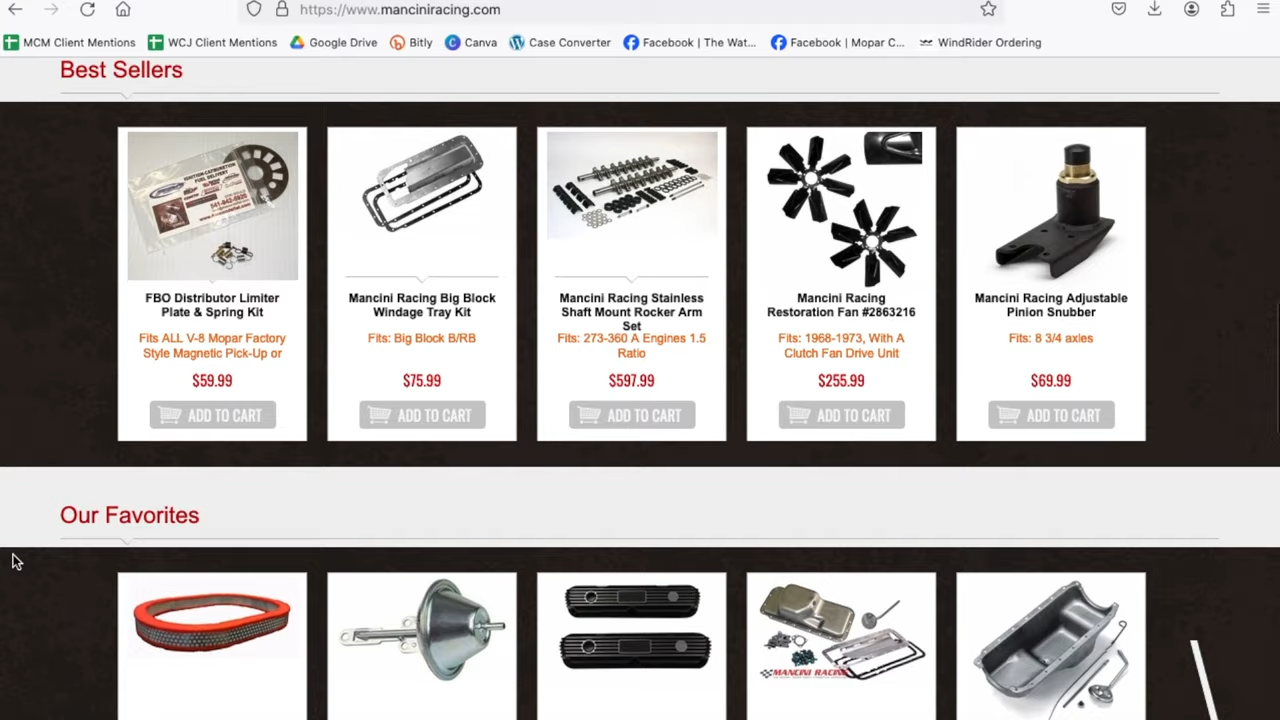 https://www.manciniracing.com
MCM Client Mentions
WCJ Client Mentions
Google Drive
Bitly
Canva
Case Converter
Facebook | The Wat...
Facebook | Mopar C...
WindRider Ordering
Best Sellers
FBO Distributor Limiter
Plate & Spring Kit
Fits ALL V-8 Mopar Factory
Style Magnetic Pick-Up or
$59.99
ADD TO CART
Mancini Racing Big Block
Windage Tray Kit
Fits: Big Block B/RB
$75.99
ADD TO CART
Mancini Racing Stainless
Shaft Mount Rocker Arm
Set
Fits: 273-360 A Engines 1.5
Ratio
$597.99
ADD TO CART
Mancini Racing
Restoration Fan #2863216
Fits: 1968-1973, With A
Clutch Fan Drive Unit
$255.99
ADD TO CART
Mancini Racing Adjustable
Pinion Snubber
Fits: 8 3/4 axles
$69.99
ADD TO CART
Our Favorites
MANCINI RACING